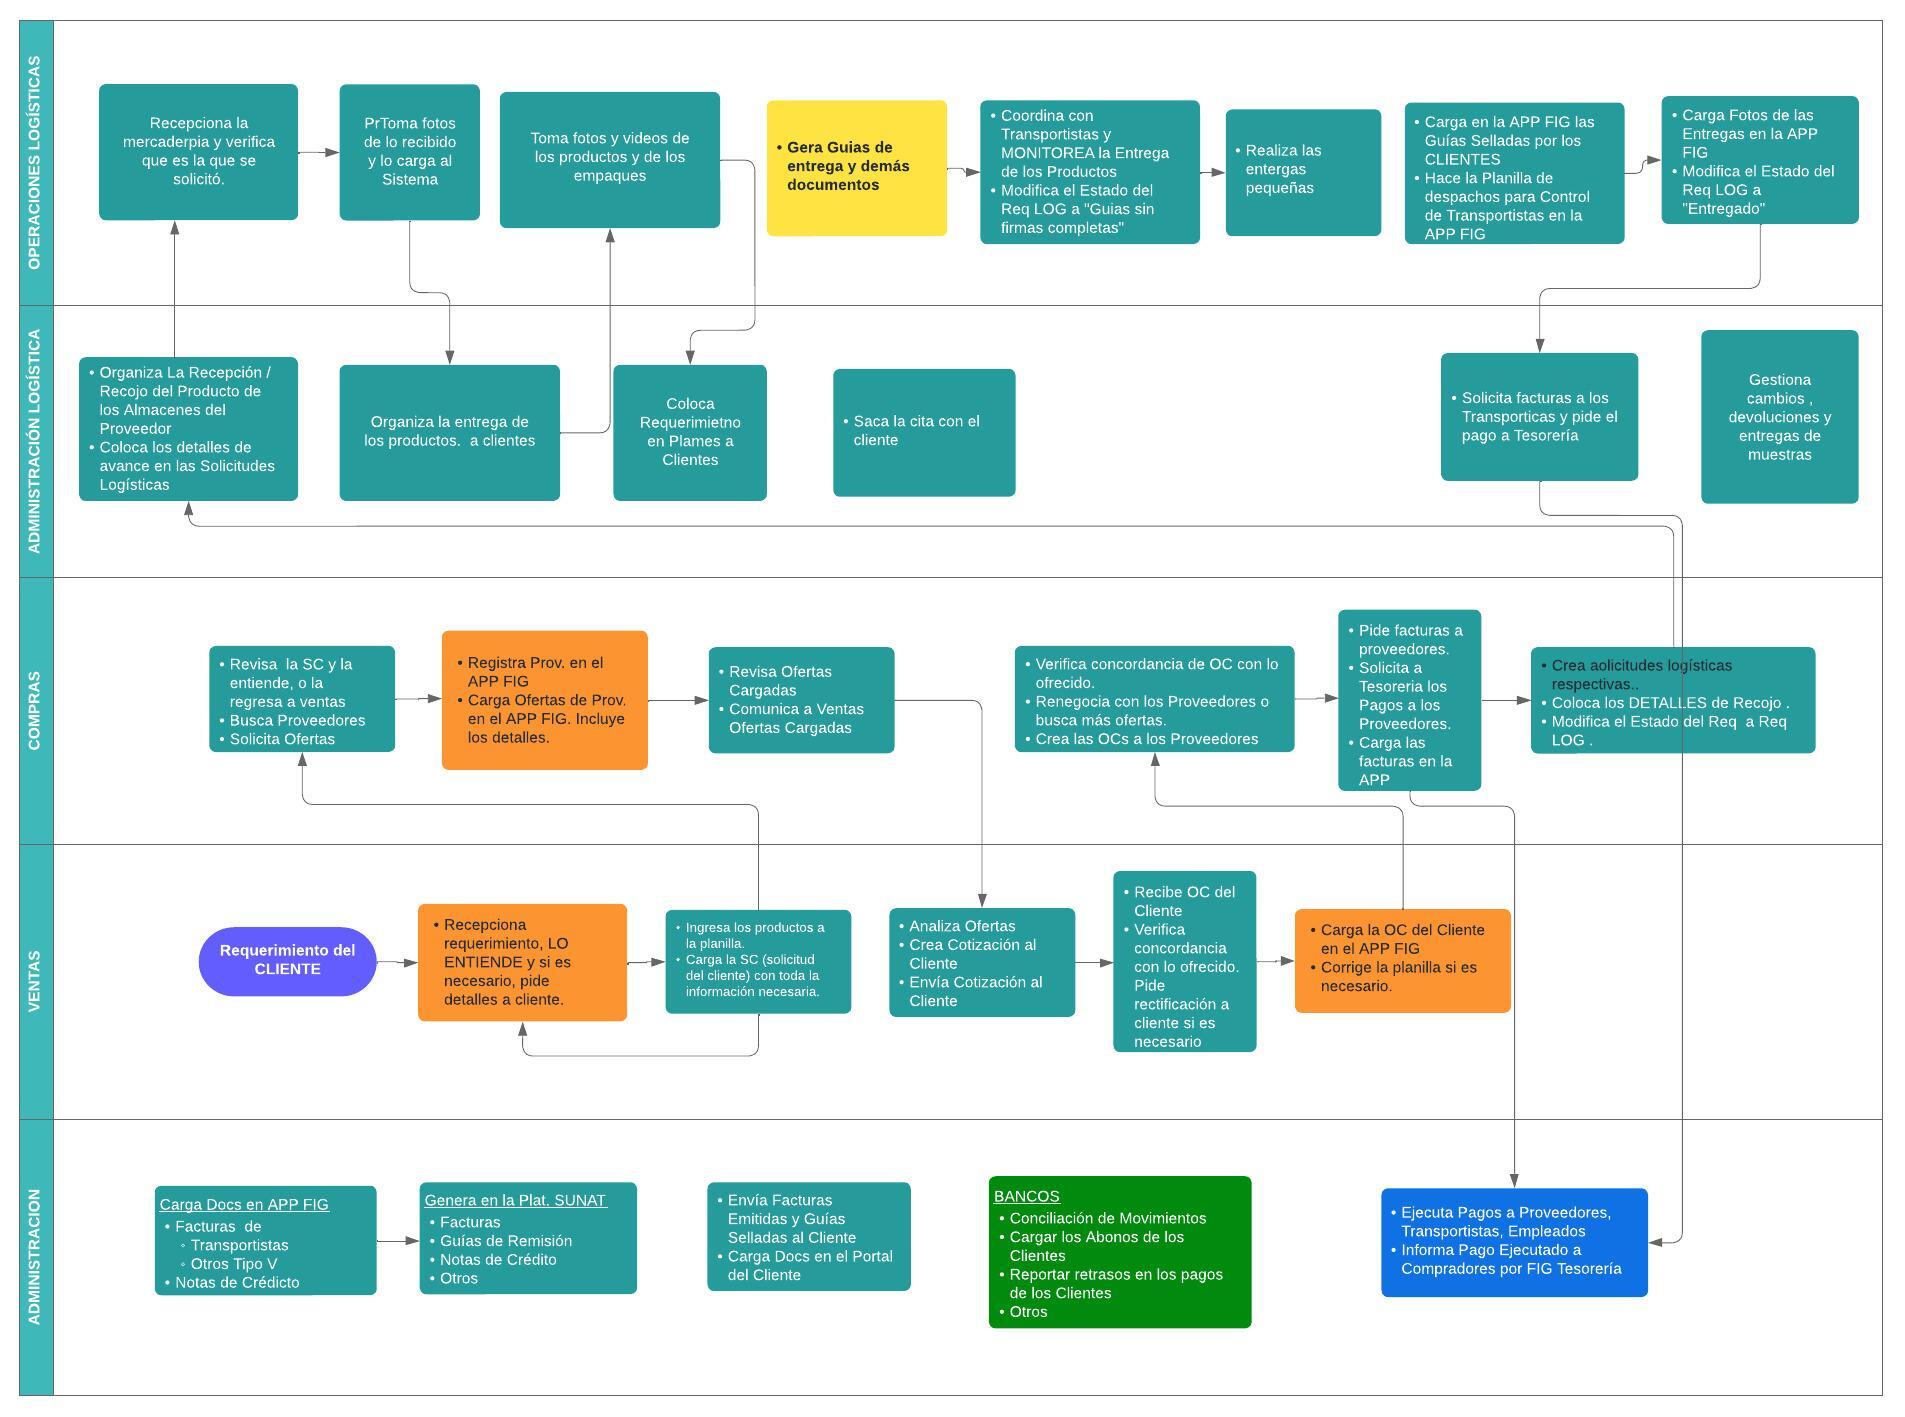 OPERACIONES LOGÍSTICAS
Recepciona la
mercaderpia y verifica
que es la que se
solicitó.
PrToma fotos
de lo recibido
y lo carga al
Sistema
Toma fotos y videos de
los productos y de los
empaques
• Gera Guias de
entrega y demás
documentos
• Coordina con
Transportistas y
MONITOREA la Entrega
de los Productos
• Modifica el Estado del
Req LOG a "Guias sin
firmas completas"
• Realiza las
entergas
pequeñas
• Carga en la APP FIG las
Guías Selladas por los
CLIENTES
• Hace la Planilla de
despachos para Control
de Transportistas en la
APP FIG
• Carga Fotos de las
Entregas en la APP
FIG
• Modifica el Estado del
Req LOG a
"Entregado"
ADMINISTRACIÓN LOGÍSTICA
• Organiza La Recepción /
Recojo del Producto de
los Almacenes del
Proveedor
• Coloca los detalles de
avance en las Solicitudes
Logísticas
Organiza la entrega de
los productos.  a clientes
Coloca
Requerimietno
en Plames a
Clientes
• Saca la cita con el
cliente
• Solicita facturas a los
Transporticas y pide el
pago a Tesorería
Gestiona
cambios ,
devoluciones y
entregas de
muestras
COMPRAS
• Revisa  la SC y la
entiende, o la
regresa a ventas
• Busca Proveedores
• Solicita Ofertas
• Registra Prov. en el
APP FIG
• Carga Ofertas de Prov.
en el APP FIG. Incluye
los detalles.
• Revisa Ofertas
Cargadas
• Comunica a Ventas
Ofertas Cargadas
• Verifica concordancia de OC con lo
ofrecido.
• Renegocia con los Proveedores o
busca más ofertas.
• Crea las OCs a los Proveedores
• Pide facturas a
proveedores.
• Solicita a
Tesoreria los
Pagos a los
Proveedores.
• Carga las
facturas en la
APP
• Crea aolicitudes logísticas
respectivas..
• Coloca los DETALLES de Recojo .
• Modifica el Estado del Req  a Req
LOG .
VENTAS
Requerimiento del
CLIENTE
• Recepciona
requerimiento, LO
ENTIENDE y si es
necesario, pide
detalles a cliente.
• Ingresa los productos a
la planilla.
• Carga la SC (solicitud
del cliente) con toda la
información necesaria.
• Analiza Ofertas
• Crea Cotización al
Cliente
• Envía Cotización al
Cliente
• Recibe OC del
Cliente
• Verifica
concordancia
con lo ofrecido.
Pide
rectificación a
cliente si es
necesario
• Carga la OC del Cliente
en el APP FIG
• Corrige la planilla si es
necesario.
ADMINISTRACION
Carga Docs en APP FIG
• Facturas  de
◦ Transportistas
◦ Otros Tipo V
• Notas de Crédicto
Genera en la Plat. SUNAT
• Facturas
• Guías de Remisión
• Notas de Crédito
• Otros
• Envía Facturas
Emitidas y Guías
Selladas al Cliente
• Carga Docs en el Portal
del Cliente
BANCOS
• Conciliación de Movimientos
• Cargar los Abonos de los
Clientes
• Reportar retrasos en los pagos
de los Clientes
• Otros
• Ejecuta Pagos a Proveedores,
Transportistas, Empleados
• Informa Pago Ejecutado a
Compradores por FIG Tesorería